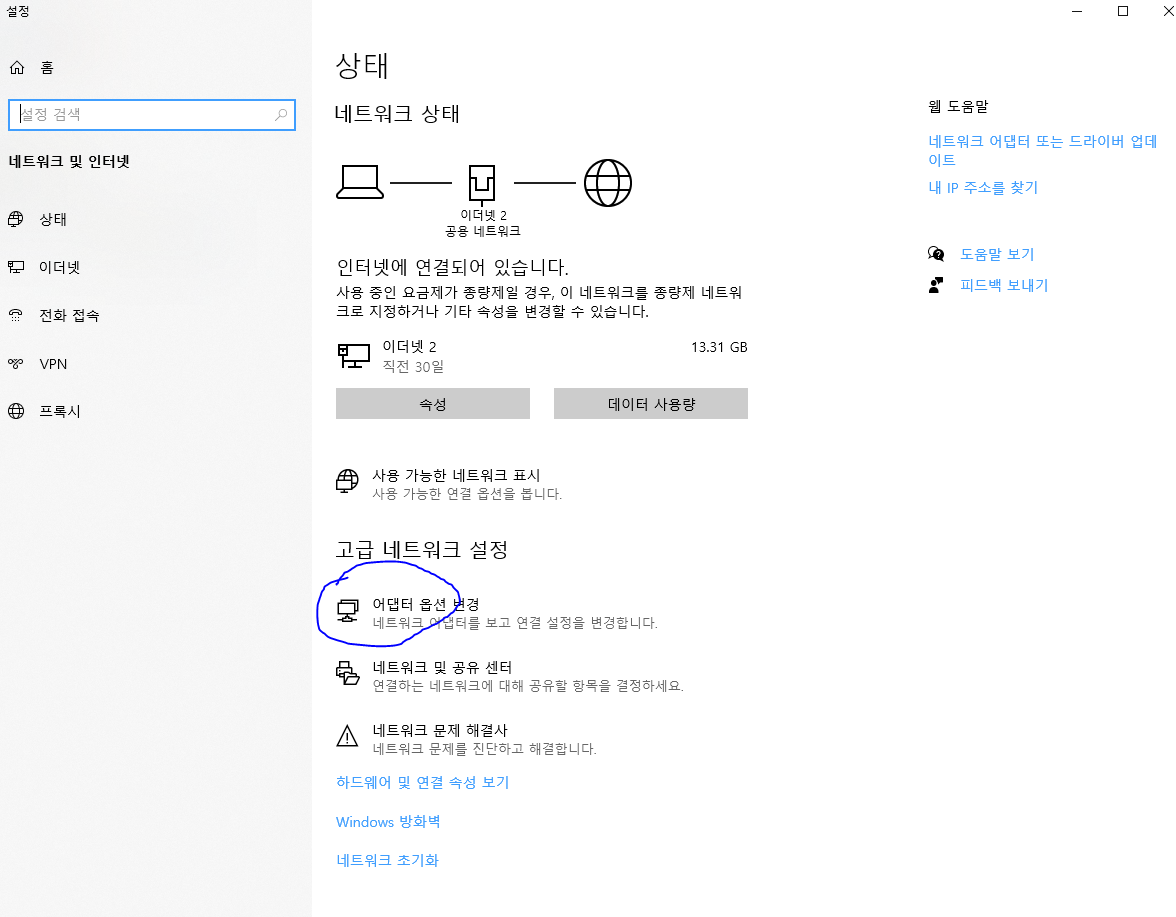 설정
홈
설정 검색
네트워크 및 인터넷
상태
이더넷
전화 접속
VPN
프록시
상태
네트워크 상태
이더넷 2
공용 네트워크
인터넷에 연결되어 있습니다.
사용 중인 요금제가 종량제일 경우, 이 네트워크를 종량제 네트워
크로 지정하거나 기타 속성을 변경할 수 있습니다.
이더넷 2
13.31 GB
직전 30일
속성
데이터 사용량
사용 가능한 네트워크 표시
사용 가능한 연결 옵션을 봅니다.
고급 네트워크 설정
어댑터 옵션 변경
네트워크 어댑터를 보고 연결 설정을 변경합니다.
네트워크 및 공유 센터
연결하는 네트워크에 대해 공유할 항목을 결정하세요.
네트워크 문제 해결사
네트워크 문제를 진단하고 해결합니다.
하드웨어 및 연결 속성 보기
Windows 방화벽
네트워크 초기화
웹 도움말
네트워크 어댑터 또는 드라이버 업데
이트
내 IP 주소를 찾기
도움말 보기
피드백 보내기